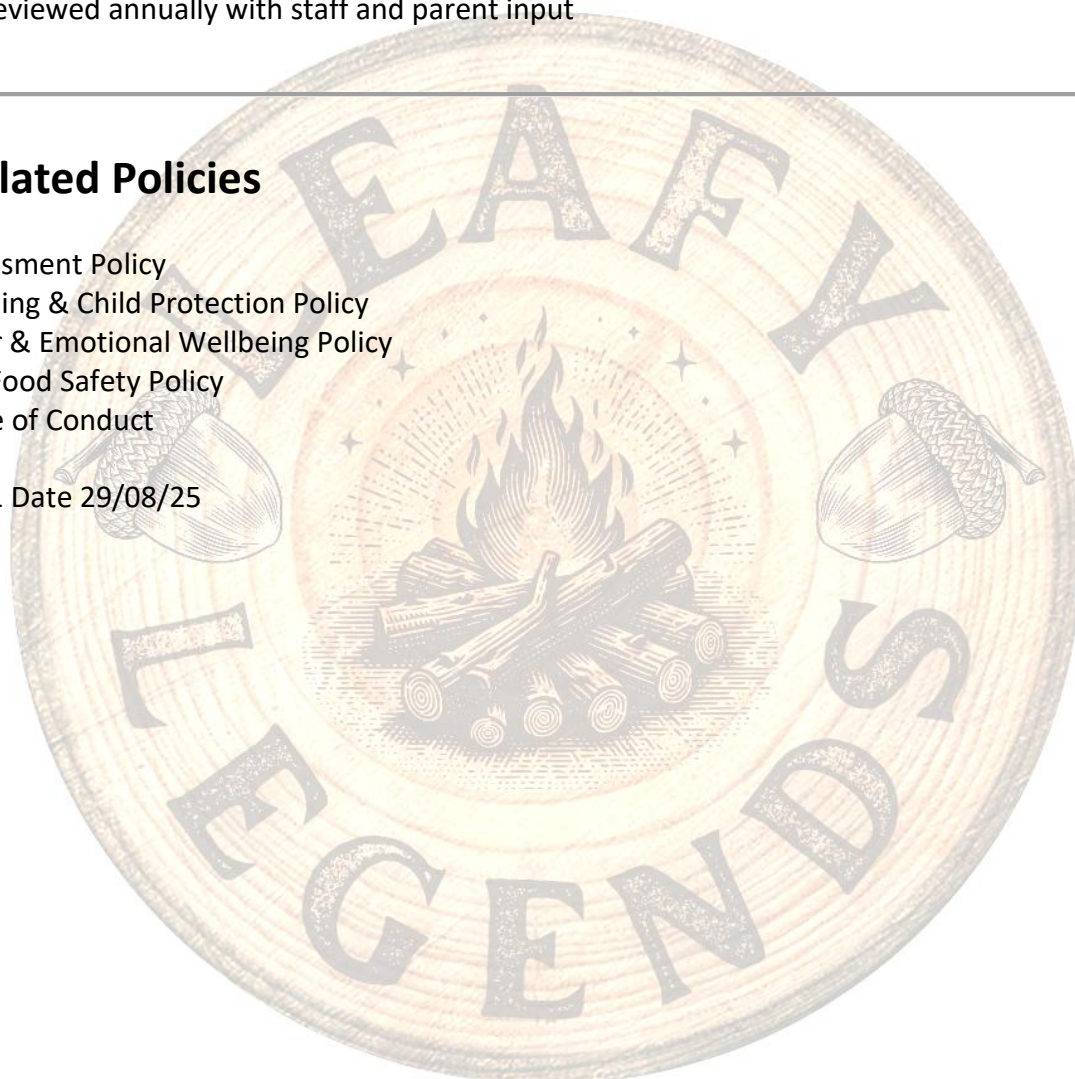 eviewed annually with staff and parent input
lated Policies
sment Policy
ing & Child Protection Policy
r & Emotional Wellbeing Policy
Food Safety Policy
e of Conduct
Date 29/08/25
LEAFY
LEGENDS